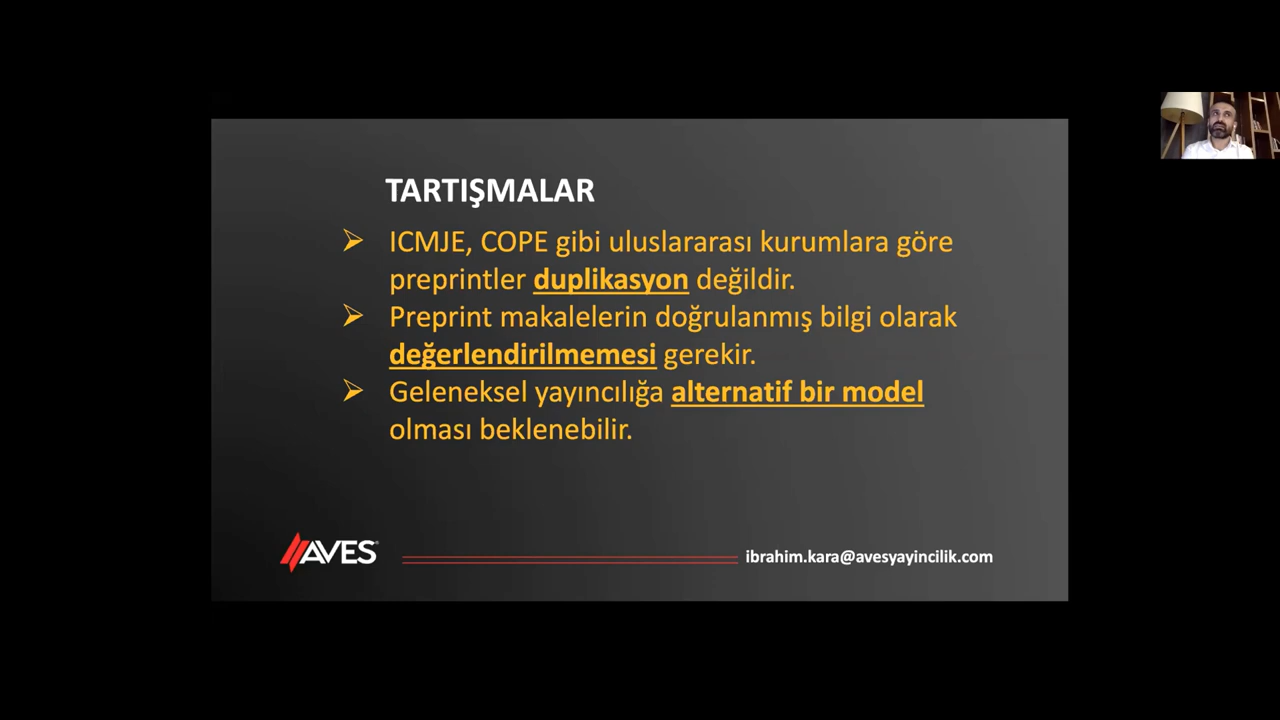 TARTIŞMALAR
ICMJE, COPE gibi uluslararası kurumlara göre
preprintler duplikasyon değildir.
Preprint makalelerin doğrulanmış bilgi olarak
değerlendirilmemesi gerekir.
Geleneksel yayıncılığa alternatif bir model
olması beklenebilir.
AVES
ibrahim.kara@avesyayincilik.com